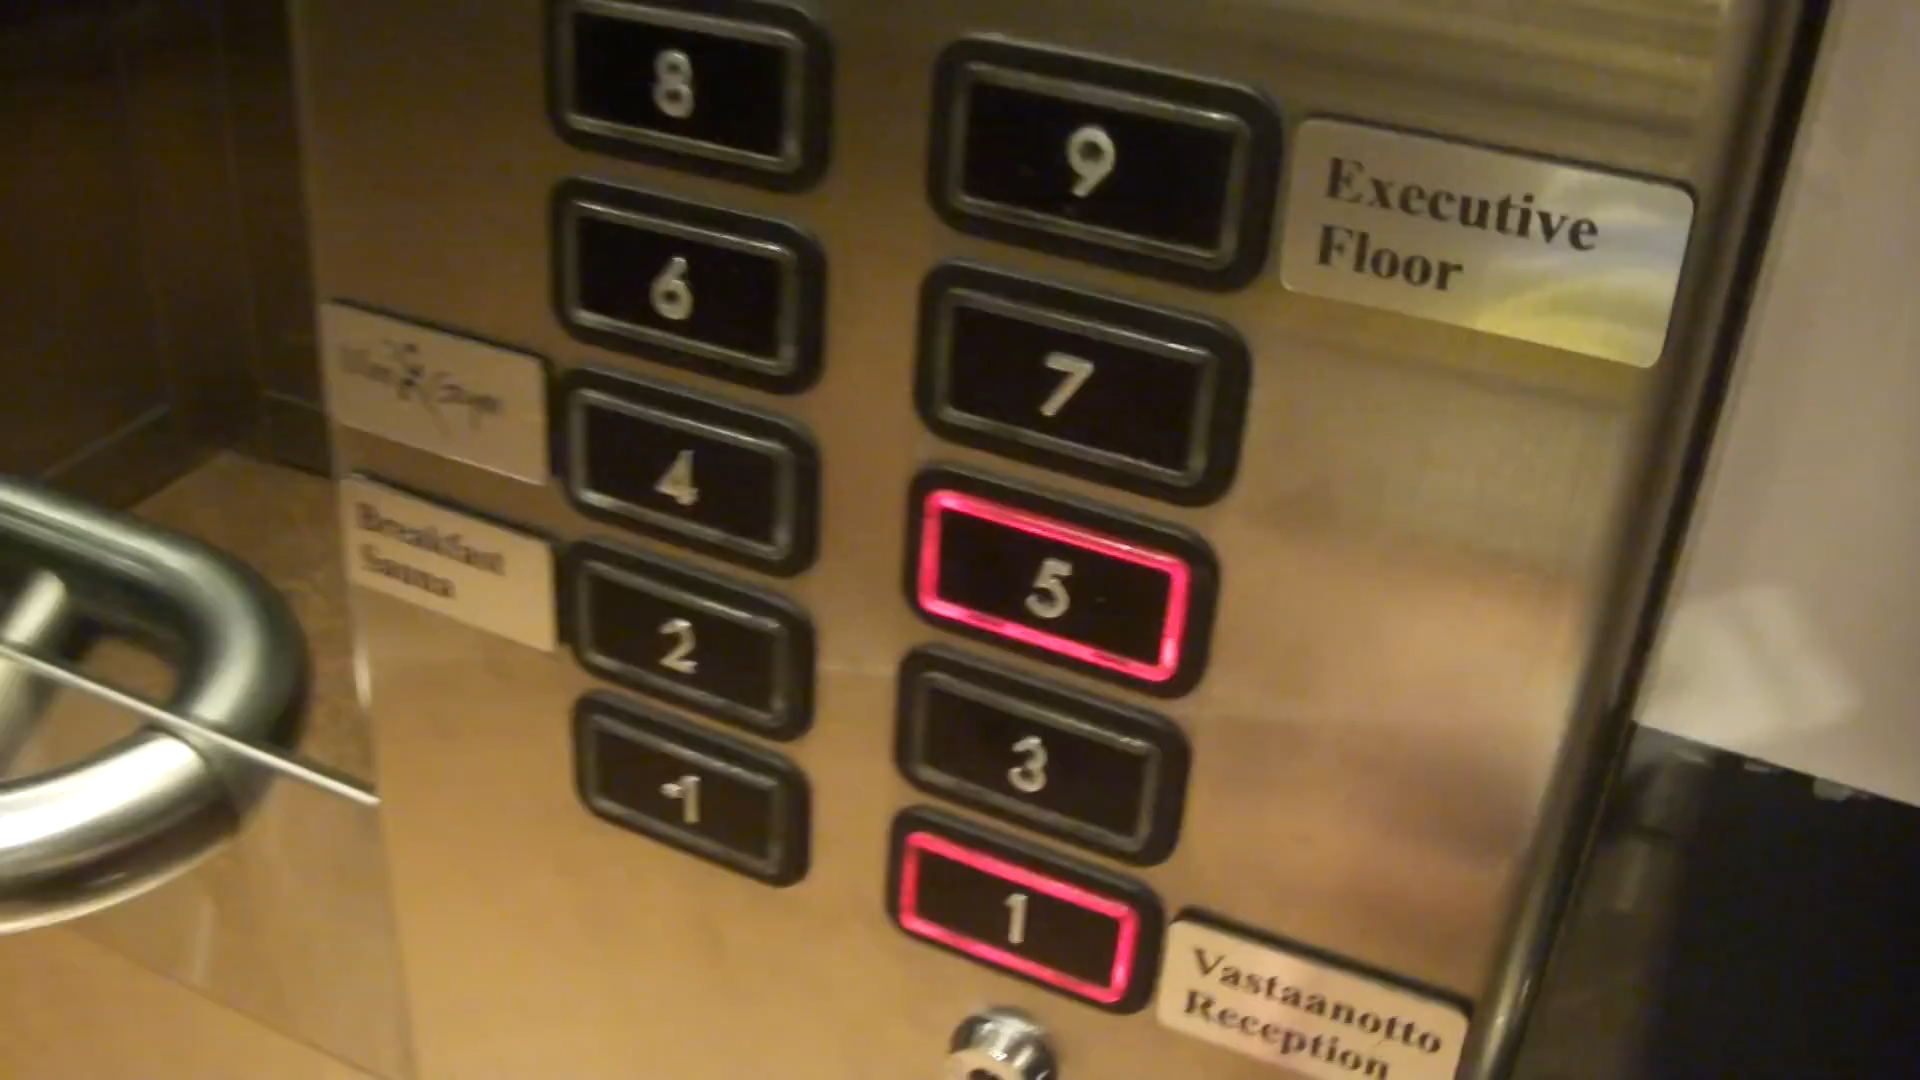 8
9
Executive
Floor
6
7
4
5
Breakfast
Sauna
2
3
-1
1
Vastaanotto
Reception